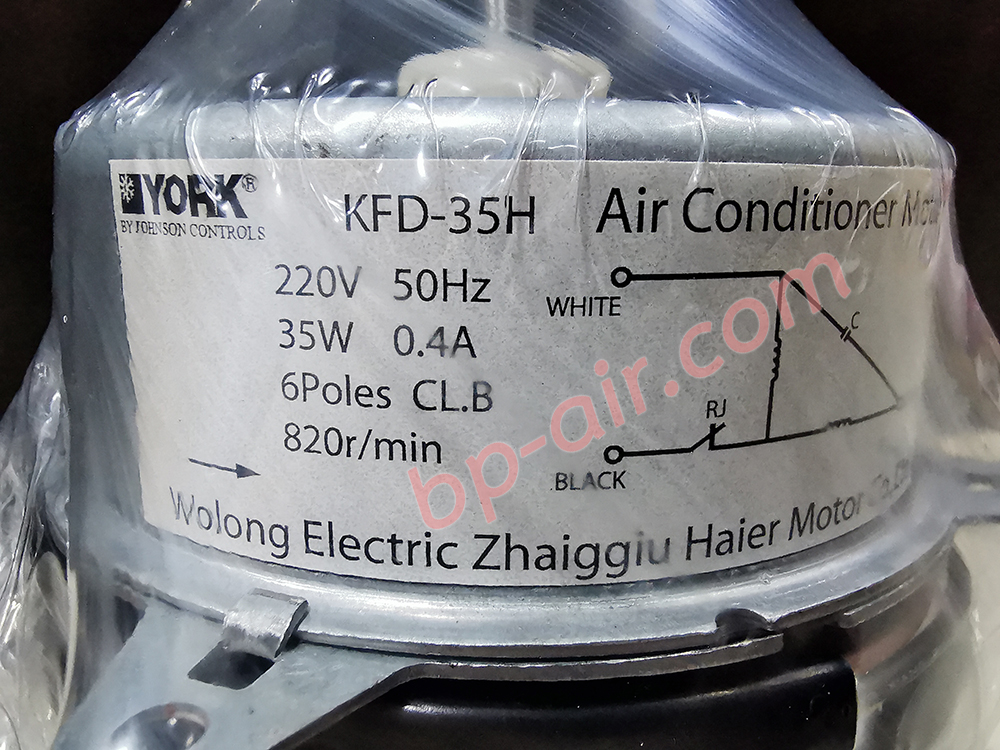 YORK®
BY JOHNSON CONTROLS
KFD-35H Air Conditioner
220V 50Hz
35W 0.4A
6Poles CL.B
820r/min
WHITE
C
RJ
BLACK
Wolong Electric Zhaiggiu Haier Motor
bp-air.com